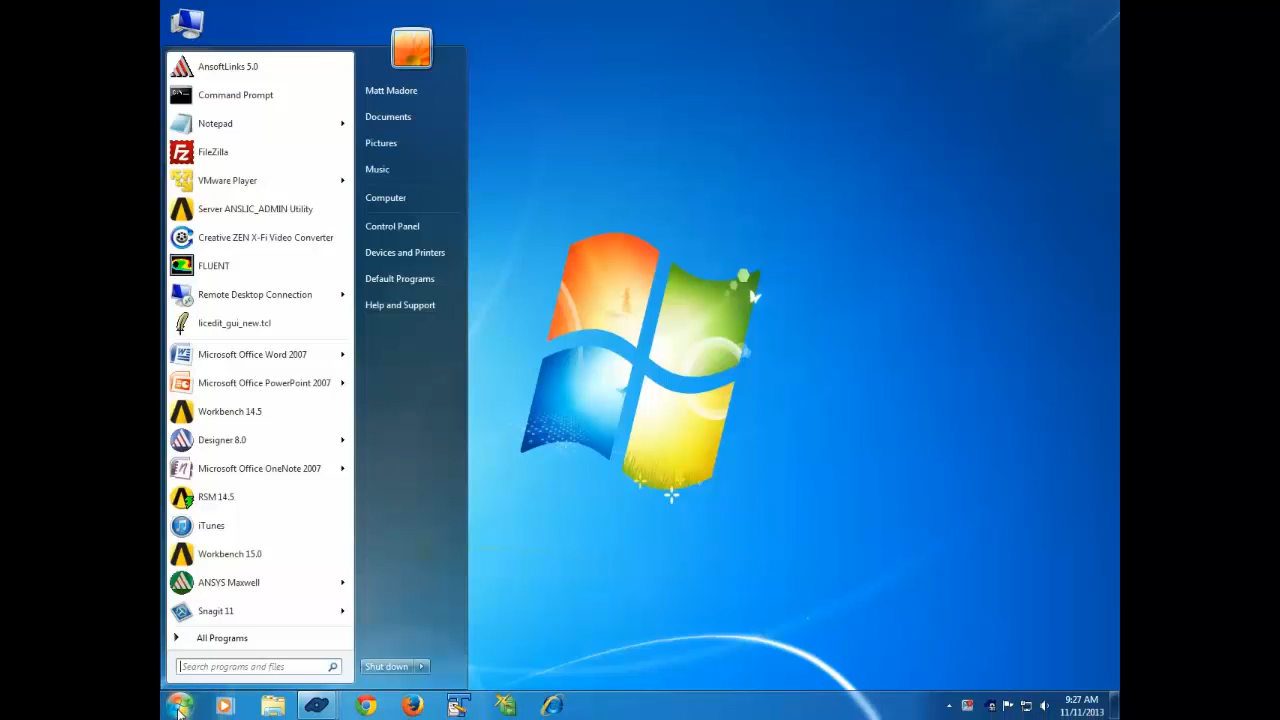 AnsoftLinks 5.0
Command Prompt
Notepad
FileZilla
VMware Player
Server ANSLIC_ADMIN Utility
Creative ZEN X-Fi Video Converter
FLUENT
Remote Desktop Connection
licedit_gui_new.tcl
Microsoft Office Word 2007
Microsoft Office PowerPoint 2007
Workbench 14.5
Designer 8.0
Microsoft Office OneNote 2007
RSM 14.5
iTunes
Workbench 15.0
ANSYS Maxwell
Snagit 11
All Programs
Search programs and files
Matt Madore
Documents
Pictures
Music
Computer
Control Panel
Devices and Printers
Default Programs
Help and Support
Shut down
9:27 AM
11/11/2013